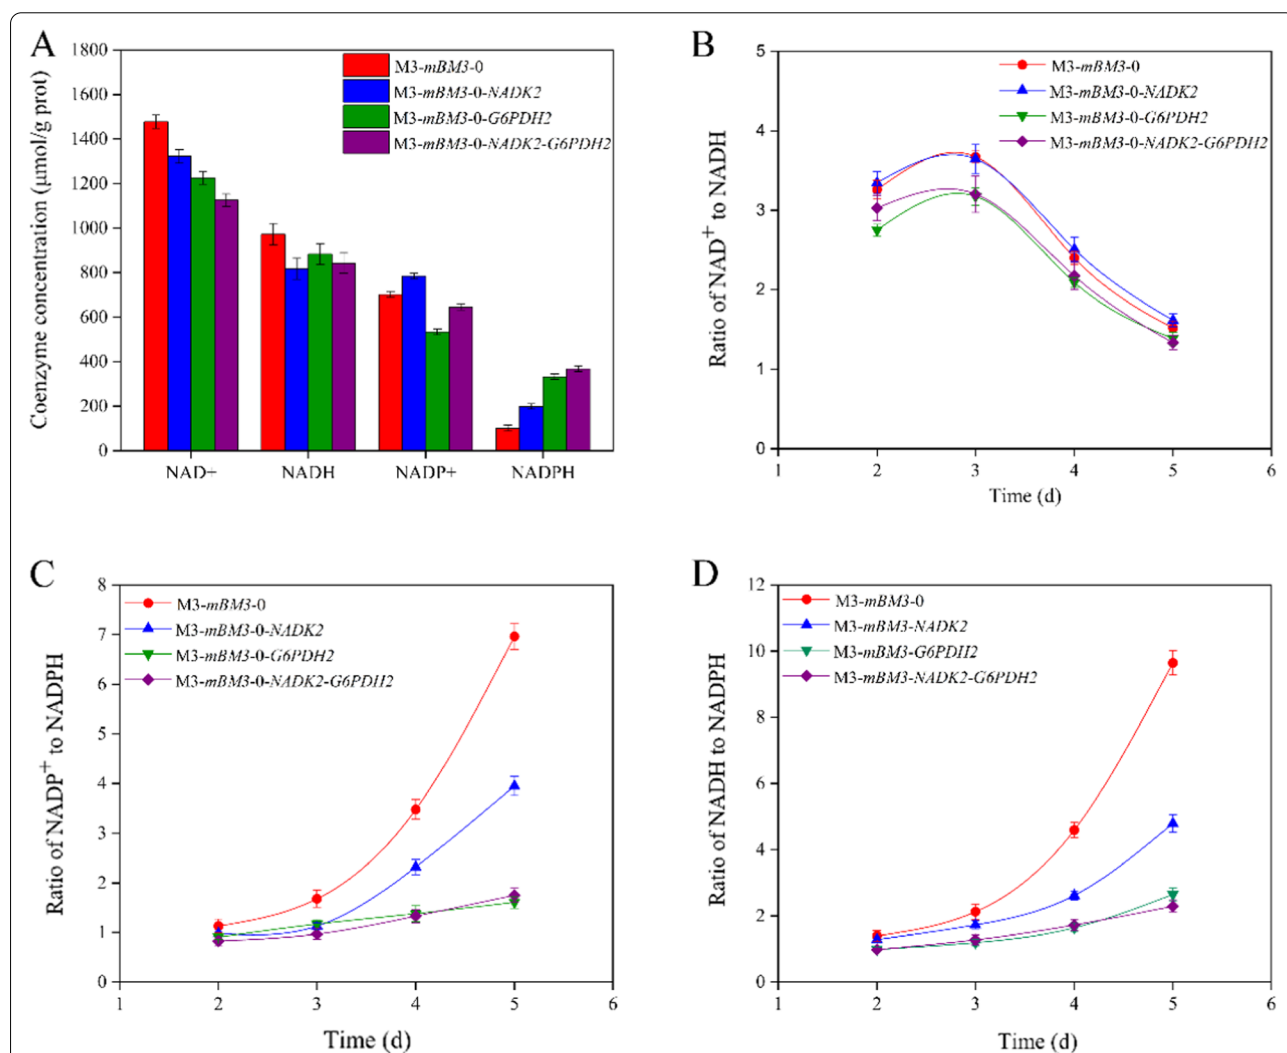 A
Coenzyme concentration (μmol/g prot)
1800
1600
1400
1200
1000
800
600
400
200
0
NAD+
NADH
NADP+
NADPH
M3-mBM3-0
M3-mBM3-0-NADK2
M3-mBM3-0-G6PDH2
M3-mBM3-0-NADK2-G6PDH2
B
Ratio of NAD+ to NADH
5
4
3
2
1
0
1 2 3 4 5 6
Time (d)
M3-mBM3-0
M3-mBM3-0-NADK2
M3-mBM3-0-G6PDH2
M3-mBM3-0-NADK2-G6PDH2
C
Ratio of NADP+ to NADPH
8
7
6
5
4
3
2
1
0
1 2 3 4 5 6
Time (d)
M3-mBM3-0
M3-mBM3-0-NADK2
M3-mBM3-0-G6PDH2
M3-mBM3-0-NADK2-G6PDH2
D
Ratio of NADH to NADPH
12
10
8
6
4
2
0
1 2 3 4 5 6
Time (d)
M3-mBM3-0
M3-mBM3-NADK2
M3-mBM3-G6PDH2
M3-mBM3-NADK2-G6PDH2